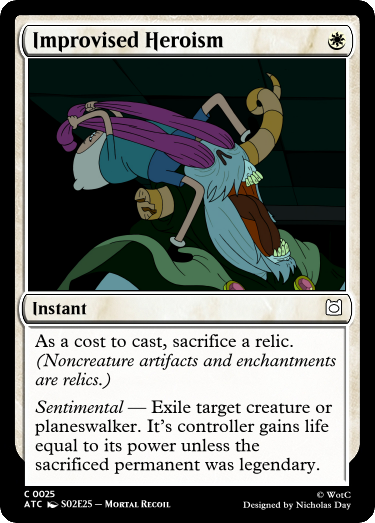 Improvised Heroism
Instant
As a cost to cast, sacrifice a relic.
(Noncreature artifacts and enchantments
are relics.)
Sentimental — Exile target creature or
planeswalker. It's controller gains life
equal to its power unless the
sacrificed permanent was legendary.
C 0025
ATC S02E25 – Mortal Recoil
© WotC
Designed by Nicholas Day